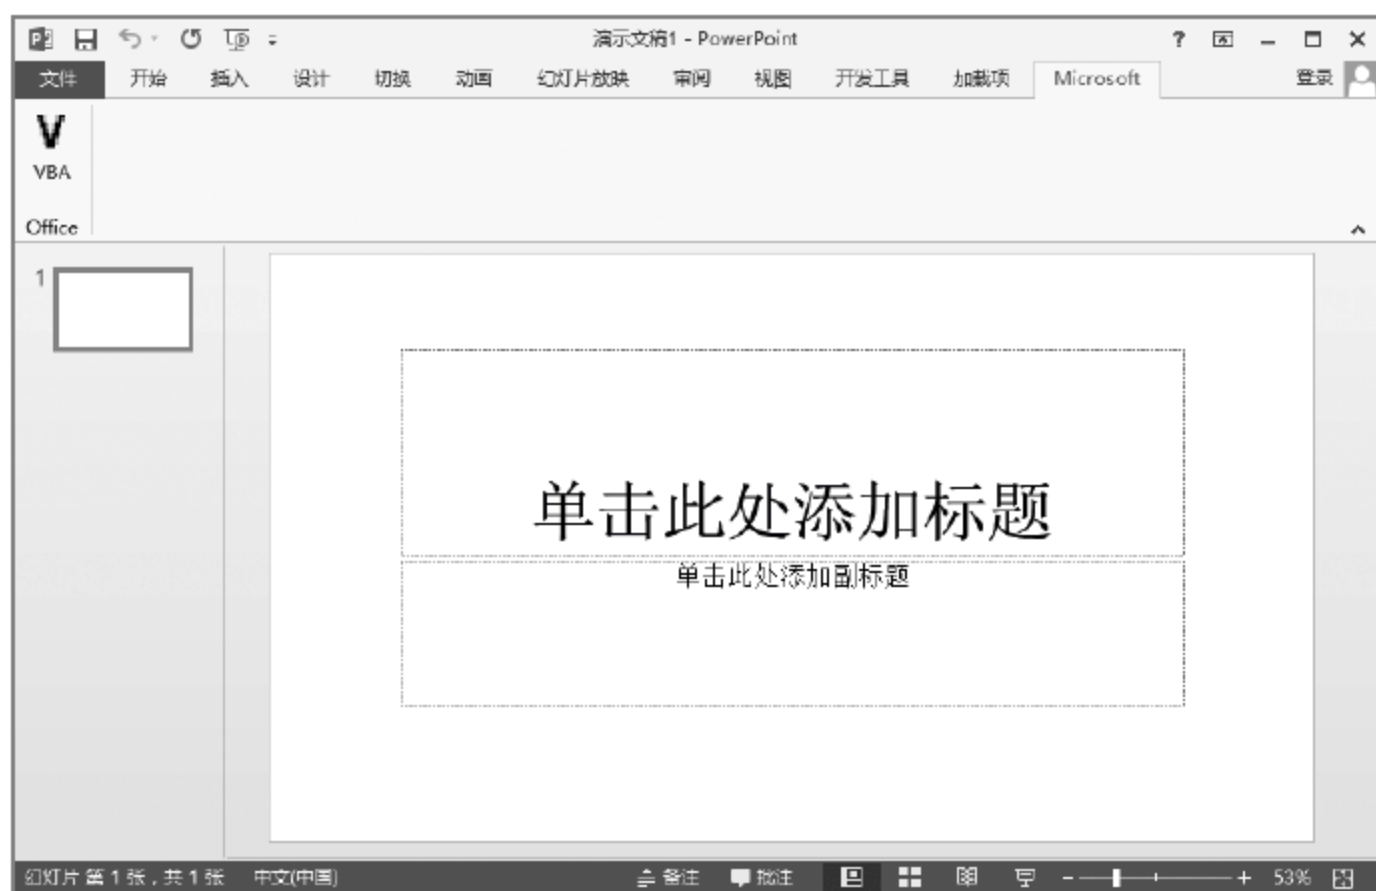 演示文稿1 - PowerPoint
文件 开始 插入 设计 切换 动画 幻灯片放映 审阅 视图 开发工具 加载项 Microsoft 登录
V
VBA
Office
1
单击此处添加标题
单击此处添加副标题
幻灯片 第 1 张，共 1 张 中文(中国) 备注 批注 53%